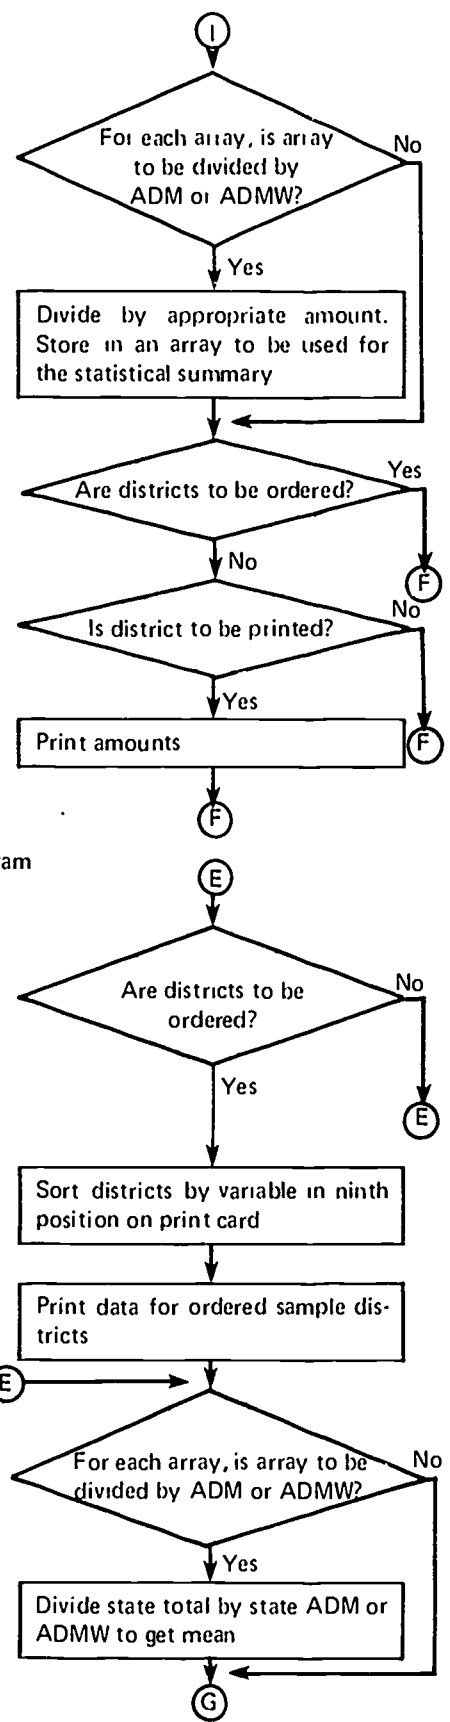 I
For each array, is array
to be divided by
ADM or ADMW?
No
Yes
Divide by appropriate amount.
Store in an array to be used for
the statistical summary
Are districts to be ordered?
Yes
F
No
Is district to be printed?
No
F
Yes
Print amounts
F
ram
E
Are districts to be
ordered?
No
E
Yes
Sort districts by variable in ninth
position on print card
Print data for ordered sample dis-
tricts
E
For each array, is array to be
divided by ADM or ADMW?
No
Yes
Divide state total by state ADM or
ADMW to get mean
G